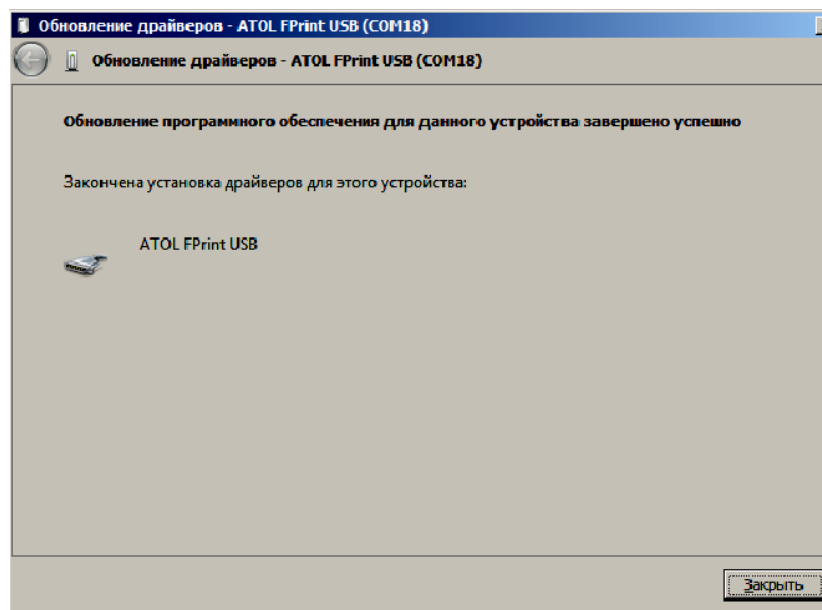 Обновление драйверов - ATOL FPrint USB (COM18)
Обновление драйверов - ATOL FPrint USB (COM18)
Обновление программного обеспечения для данного устройства завершено успешно
Закончена установка драйверов для этого устройства:
ATOL FPrint USB
Закрыть